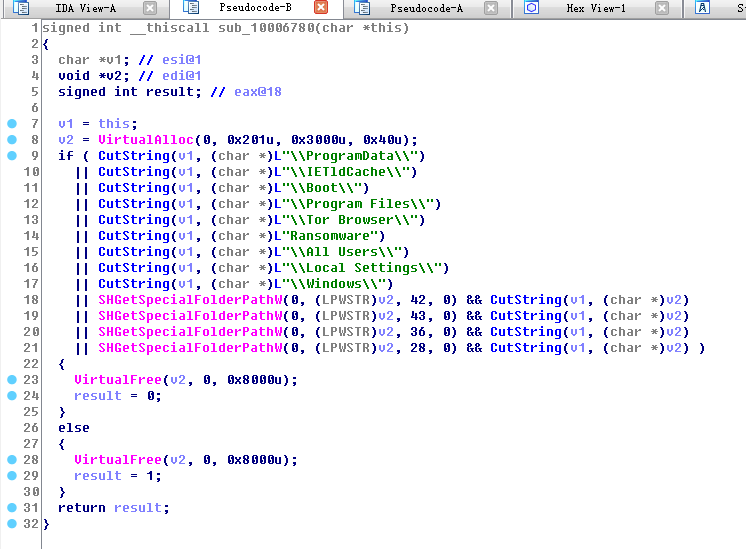 IDA View-A Pseudocode-B Pseudocode-A Hex View-1 A
1 signed int __thiscall sub_10006780(char *this)
2 {
3 char *v1; // esi@1
4 void *v2; // edi@1
5 signed int result; // eax@18
6
7 v1 = this;
8 v2 = VirtualAlloc(0, 0x201u, 0x3000u, 0x40u);
9 if ( CutString(v1, (char *)L"\\ProgramData\\")
10 || CutString(v1, (char *)L"\\IETldCache\\")
11 || CutString(v1, (char *)L"\\Boot\\")
12 || CutString(v1, (char *)L"\\Program Files\\")
13 || CutString(v1, (char *)L"\\Tor Browser\\")
14 || CutString(v1, (char *)L"Ransomware")
15 || CutString(v1, (char *)L"\\All Users\\")
16 || CutString(v1, (char *)L"\\Local Settings\\")
17 || CutString(v1, (char *)L"\\Windows\\")
18 || SHGetSpecialFolderPathW(0, (LPWSTR)v2, 42, 0) && CutString(v1, (char *)v2)
19 || SHGetSpecialFolderPathW(0, (LPWSTR)v2, 43, 0) && CutString(v1, (char *)v2)
20 || SHGetSpecialFolderPathW(0, (LPWSTR)v2, 36, 0) && CutString(v1, (char *)v2)
21 || SHGetSpecialFolderPathW(0, (LPWSTR)v2, 28, 0) && CutString(v1, (char *)v2) )
22 {
23 VirtualFree(v2, 0, 0x8000u);
24 result = 0;
25 }
26 else
27 {
28 VirtualFree(v2, 0, 0x8000u);
29 result = 1;
30 }
31 return result;
32 }